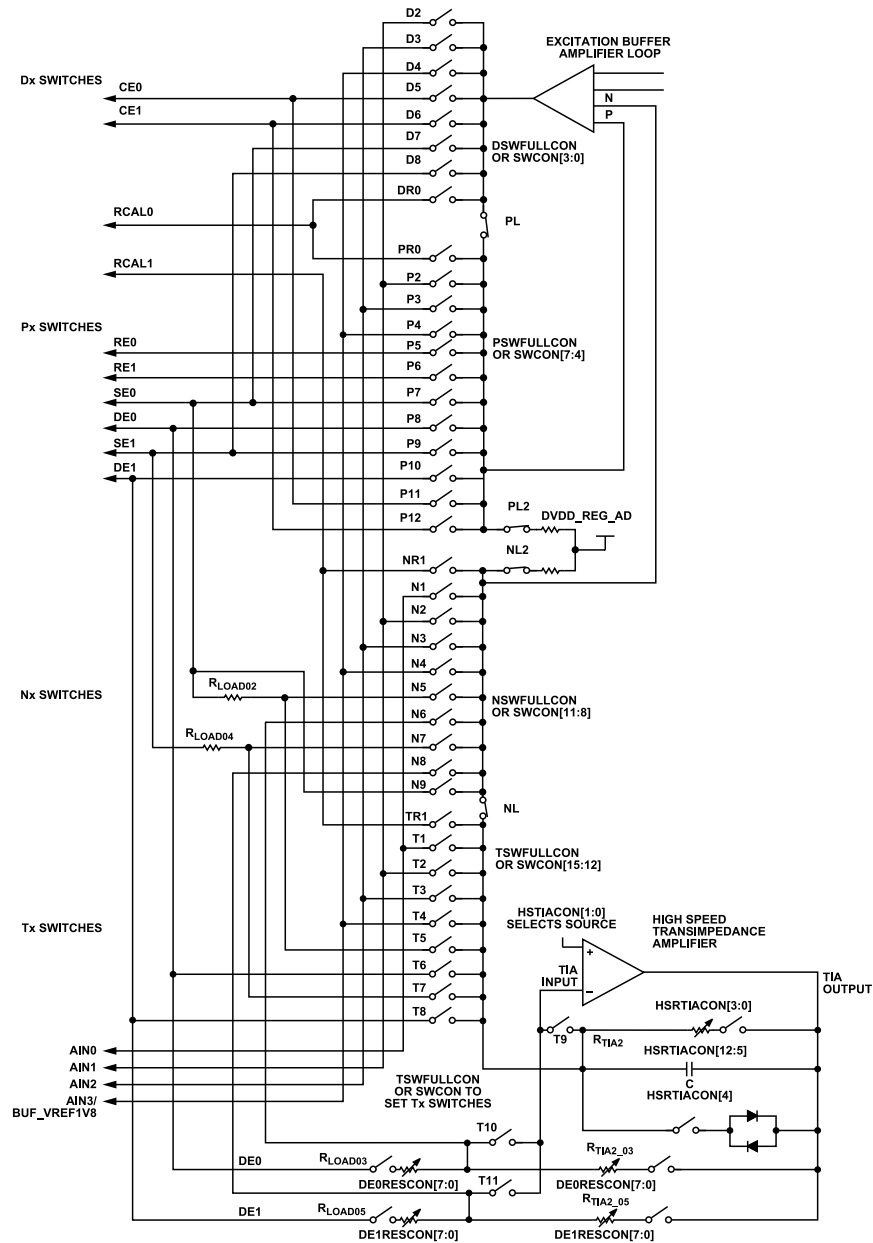 D2
D3
D4
D5
D6
D7
D8
DR0
Dx SWITCHES
CE0
CE1
EXCITATION BUFFER
AMPLIFIER LOOP
N
P
DSWFULLCON
OR SWCON[3:0]
RCAL0
RCAL1
PL
PR0
P2
P3
P4
P5
P6
P7
P8
P9
P10
P11
P12
Px SWITCHES
RE0
RE1
SE0
DE0
SE1
DE1
PSWFULLCON
OR SWCON[7:4]
PL2
DVDD_REG_AD
NL2
NR1
N1
N2
N3
N4
N5
N6
N7
N8
N9
Nx SWITCHES
RLOAD02
RLOAD04
NSWFULLCON
OR SWCON[11:8]
NL
TR1
T1
T2
T3
T4
T5
T6
T7
T8
TSWFULLCON
OR SWCON[15:12]
Tx SWITCHES
HSTIACON[1:0]
SELECTS SOURCE
HIGH SPEED
TRANSIMPEDANCE
AMPLIFIER
+
TIA
INPUT
–
TIA
OUTPUT
T9
RTIA2
HSRTIACON[3:0]
HSRTIACON[12:5]
C
HSRTIACON[4]
AIN0
AIN1
AIN2
AIN3/
BUF_VREF1V8
TSWFULLCON
OR SWCON TO
SET Tx SWITCHES
T10
DE0
RLOAD03
DE0RESCON[7:0]
RTIA2_03
DE0RESCON[7:0]
T11
DE1
RLOAD05
DE1RESCON[7:0]
RTIA2_05
DE1RESCON[7:0]